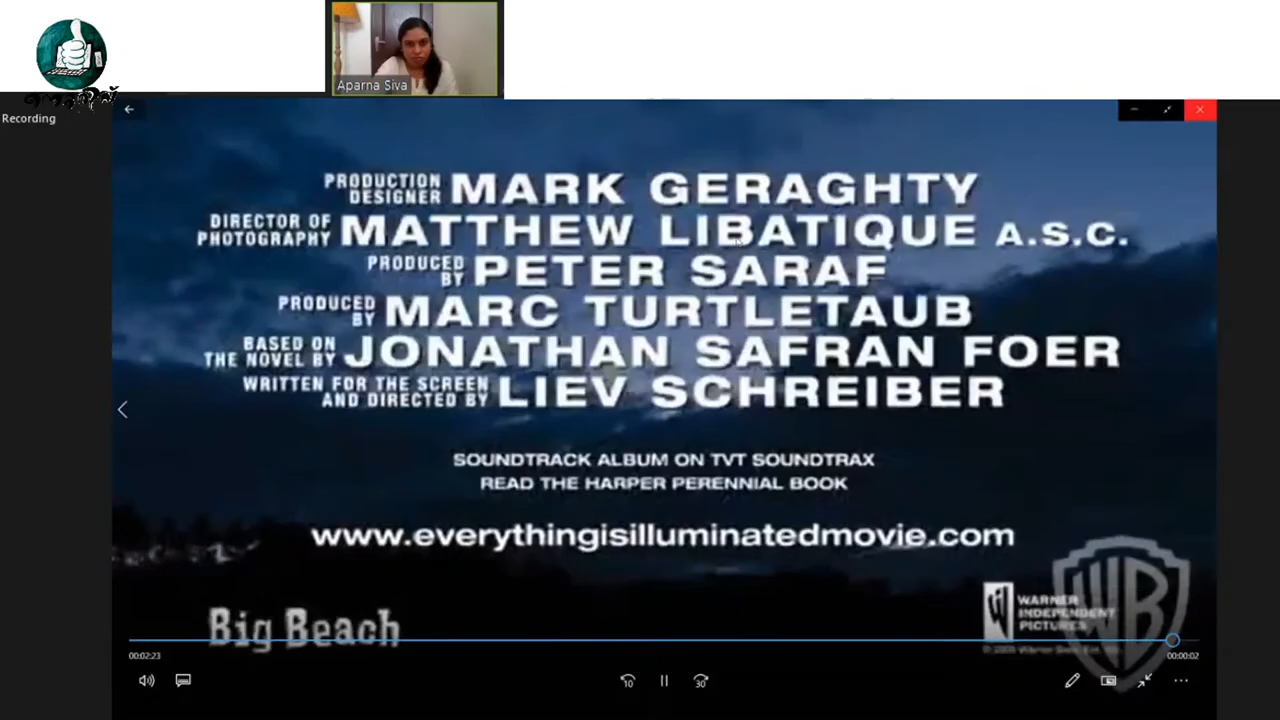 Aparna Siva
Recording
PRODUCTION DESIGNER MARK GERAGHTY
DIRECTOR OF PHOTOGRAPHY MATTHEW LIBATIQUE A.S.C.
PRODUCED BY PETER SARAF
PRODUCED BY MARC TURTLETAUB
BASED ON THE NOVEL BY JONATHAN SAFRAN FOER
WRITTEN FOR THE SCREEN AND DIRECTED BY LIEV SCHREIBER
SOUNDTRACK ALBUM ON TVT SOUNDTRAX
READ THE HARPER PERENNIAL BOOK
www.everythingisilluminatedmovie.com
Big Beach
WARNER
INDEPENDENT
PICTURES
WB
00:02:23
00:00:02
10
30